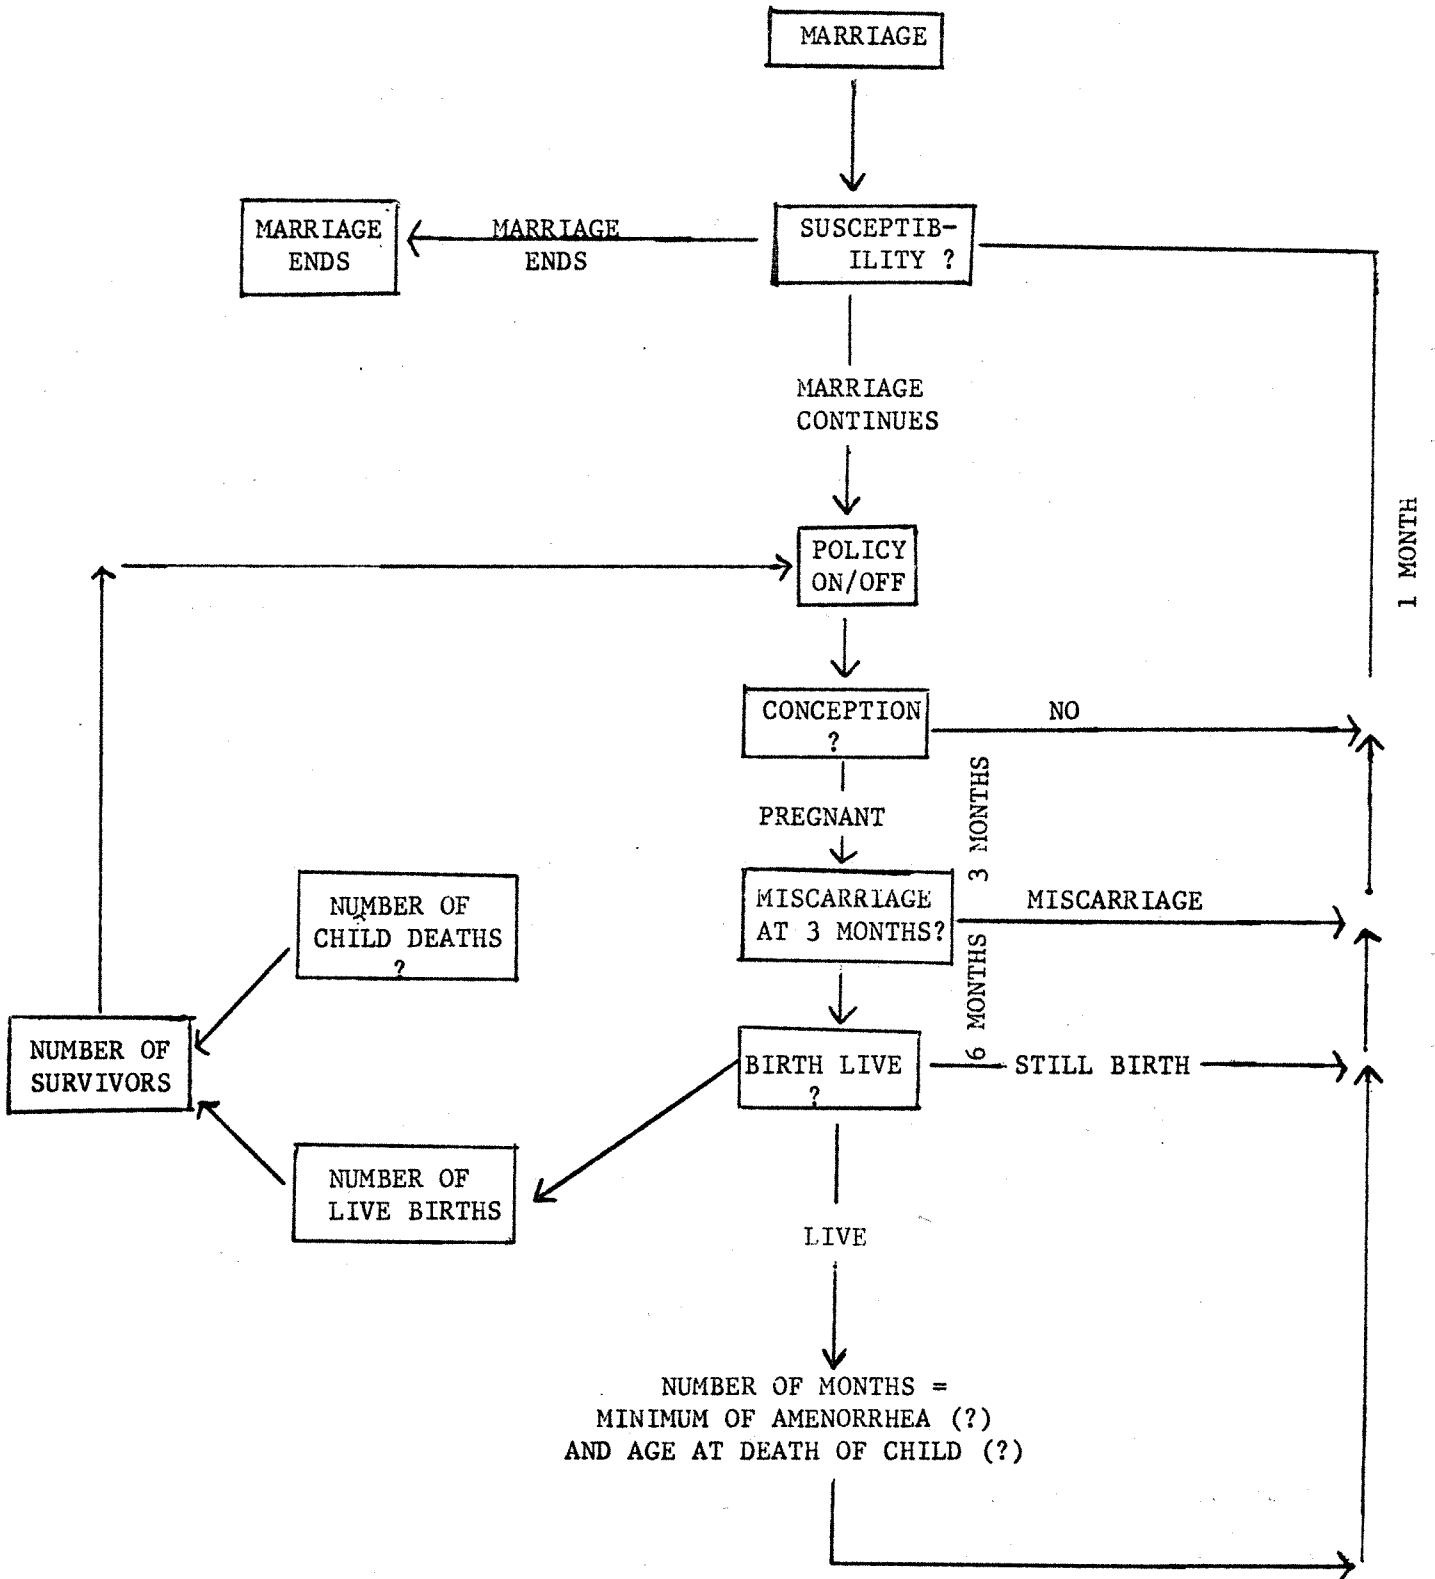 MARRIAGE
MARRIAGE
ENDS
MARRIAGE
ENDS
SUSCEPTIB-
ILITY ?
MARRIAGE
CONTINUES
1 MONTH
POLICY
ON/OFF
CONCEPTION
?
NO
PREGNANT
3 MONTHS
MISCARRIAGE
AT 3 MONTHS?
MISCARRIAGE
NUMBER OF
CHILD DEATHS
?
6 MONTHS
NUMBER OF
SURVIVORS
BIRTH LIVE
?
STILL BIRTH
NUMBER OF
LIVE BIRTHS
LIVE
NUMBER OF MONTHS =
MINIMUM OF AMENORRHEA (?)
AND AGE AT DEATH OF CHILD (?)